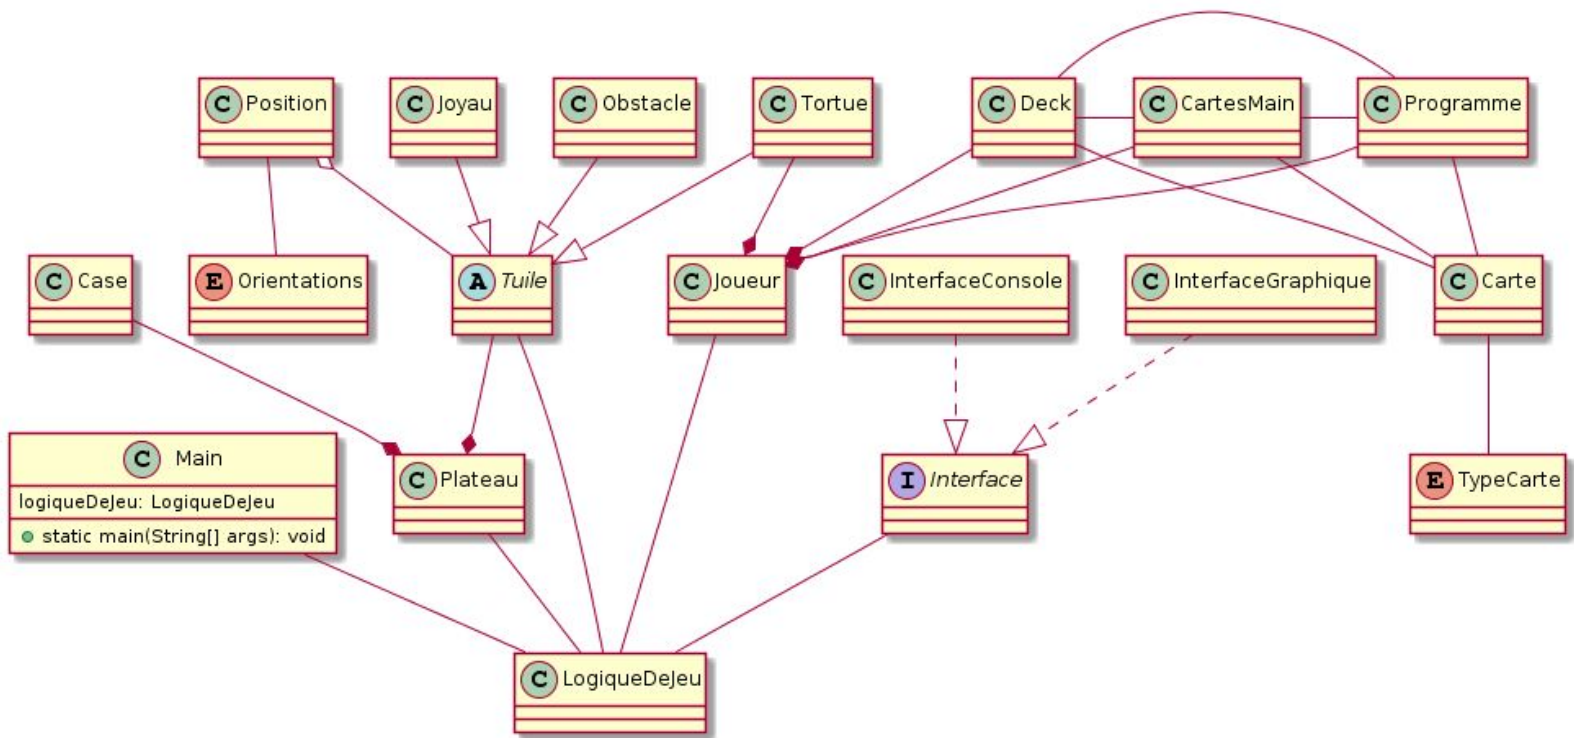 C Position
C Joyau
C Obstacle
C Tortue
C Deck
C CartesMain
C Programme
C Case
E Orientations
A Tuile
C Joueur
C InterfaceConsole
C InterfaceGraphique
C Carte
C Main
logiqueDeJeu: LogiqueDeJeu
static main(String[] args): void
C Plateau
I Interface
E TypeCarte
C LogiqueDeJeu